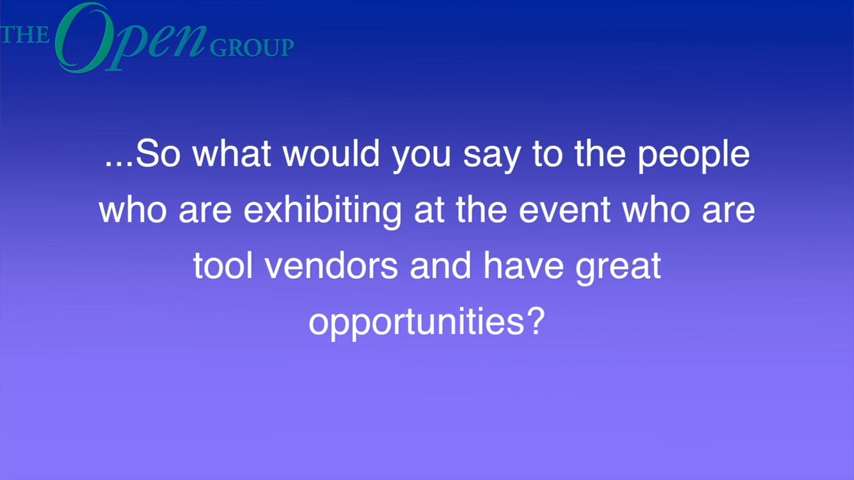 THE Open GROUP
...So what would you say to the people
who are exhibiting at the event who are
tool vendors and have great
opportunities?